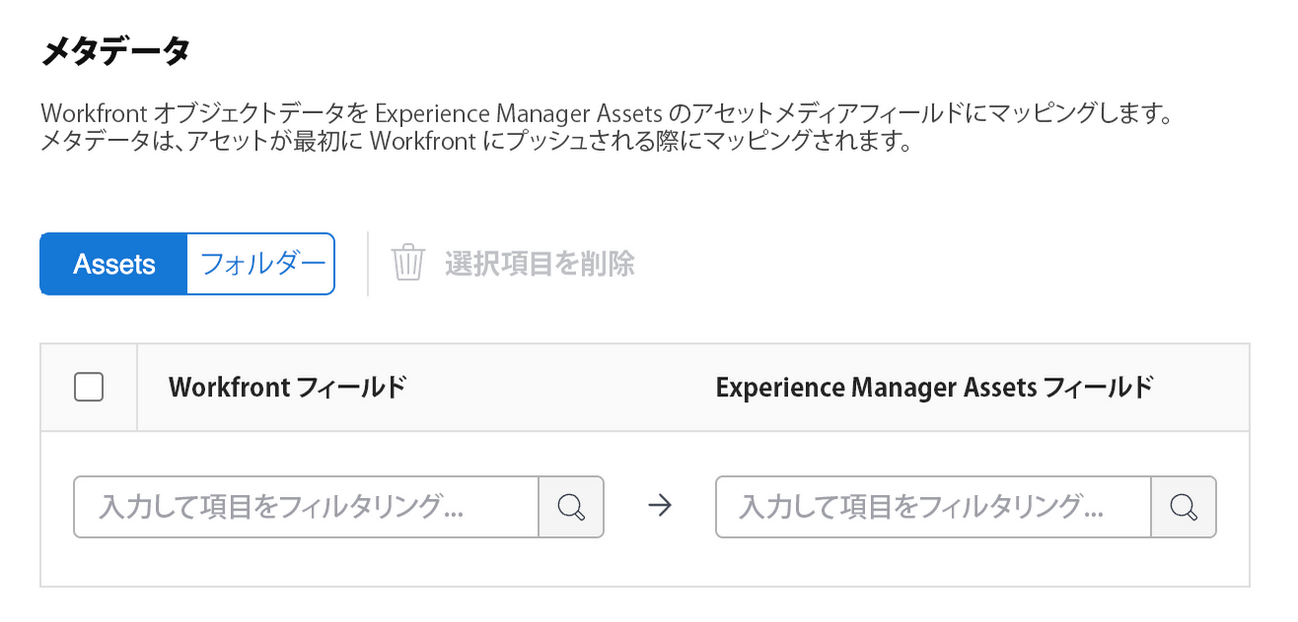 メタデータ
Workfront オブジェクトデータを Experience Manager Assets のアセットメディアフィールドにマッピングします。
メタデータは、アセットが最初に Workfront にプッシュされる際にマッピングされます。
Assets フォルダー 選択項目を削除
Workfront フィールド Experience Manager Assets フィールド
入力して項目をフィルタリング... → 入力して項目をフィルタリング...